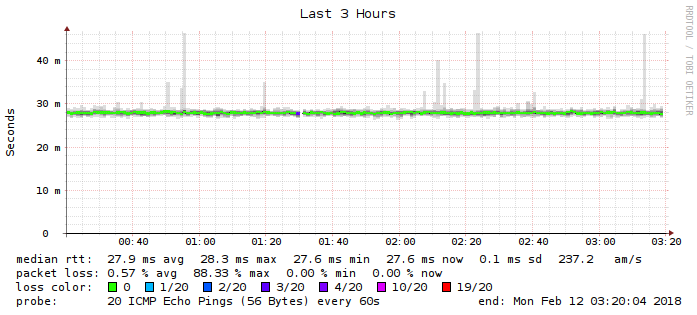 Last 3 Hours
RRDTOOL / TOBI OETIKER
Seconds
40 m
30 m
20 m
10 m
0
00:40 01:00 01:20 01:40 02:00 02:20 02:40 03:00 03:20
median rtt: 27.9 ms avg 28.3 ms max 27.6 ms min 27.6 ms now 0.1 ms sd 237.2 am/s
packet loss: 0.57 % avg 88.33 % max 0.00 % min 0.00 % now
loss color: 0 1/20 2/20 3/20 4/20 10/20 19/20
probe: 20 ICMP Echo Pings (56 Bytes) every 60s end: Mon Feb 12 03:20:04 2018